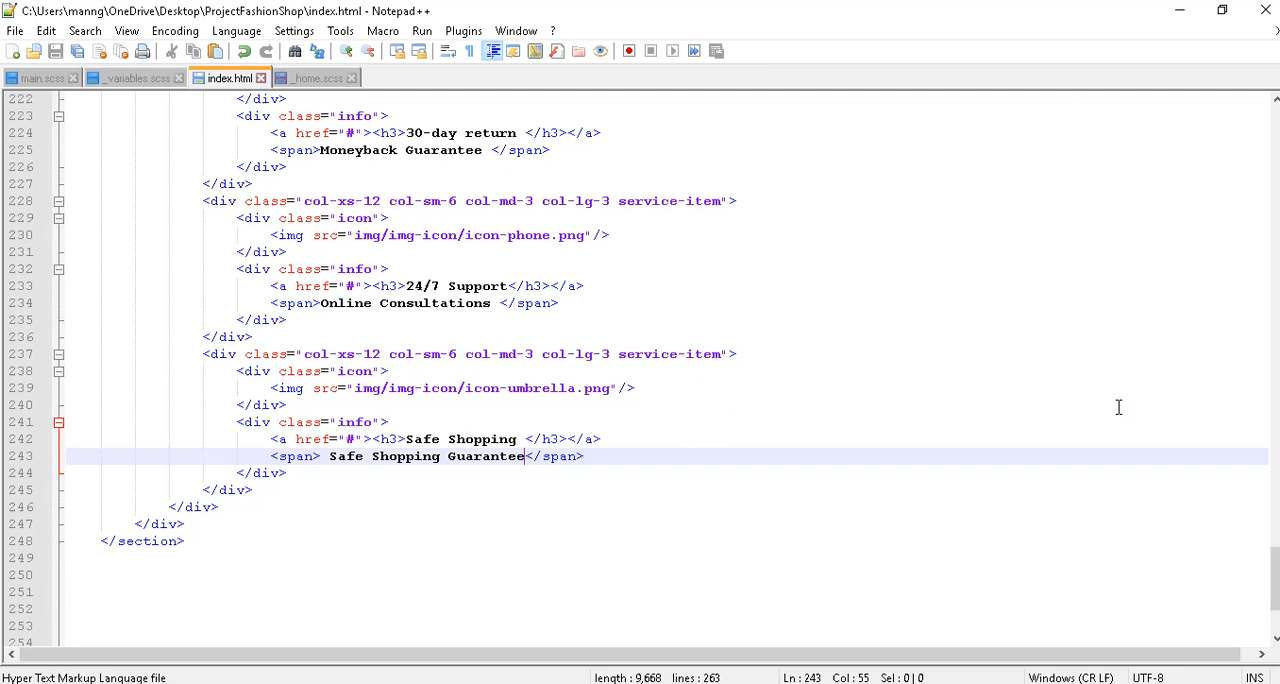 C:\Users\manng\OneDrive\Desktop\ProjectFashionShop\index.html - Notepad++
File Edit Search View Encoding Language Settings Tools Macro Run Plugins Window ? X
main.scss _variables.scss index.html _home.scss
222 </div>
223 <div class="info">
224 <a href="#"><h3>30-day return </h3></a>
225 <span>Moneyback Guarantee </span>
226 </div>
227 </div>
228 <div class="col-xs-12 col-sm-6 col-md-3 col-lg-3 service-item">
229 <div class="icon">
230 <img src="img/img-icon/icon-phone.png"/>
231 </div>
232 <div class="info">
233 <a href="#"><h3>24/7 Support</h3></a>
234 <span>Online Consultations </span>
235 </div>
236 </div>
237 <div class="col-xs-12 col-sm-6 col-md-3 col-lg-3 service-item">
238 <div class="icon">
239 <img src="img/img-icon/icon-umbrella.png"/>
240 </div>
241 <div class="info">
242 <a href="#"><h3>Safe Shopping </h3></a>
243 <span> Safe Shopping Guarantee</span>
244 </div>
245 </div>
246 </div>
247 </div>
248 </section>
249
250
251
252
253
254
Hyper Text Markup Language file length : 9,668 lines : 263 Ln : 243 Col : 55 Sel : 0 | 0 Windows (CR LF) UTF-8 INS